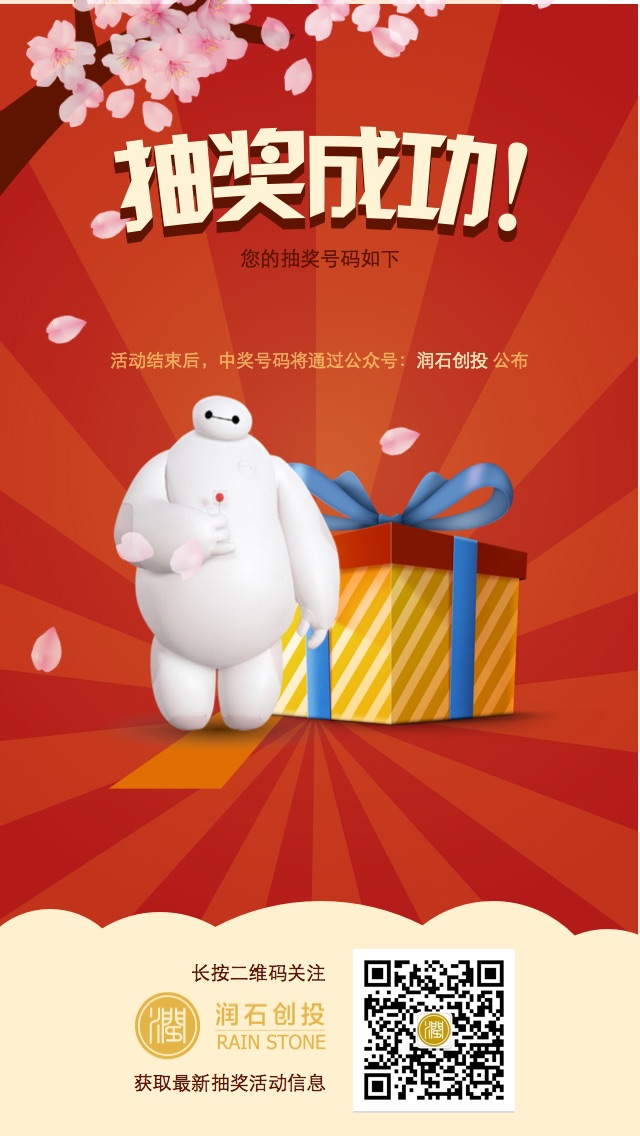 抽奖成功!
您的抽奖号码如下
活动结束后，中奖号码将通过公众号：润石创投 公布
长按二维码关注
润石创投
RAIN STONE
获取最新抽奖活动信息